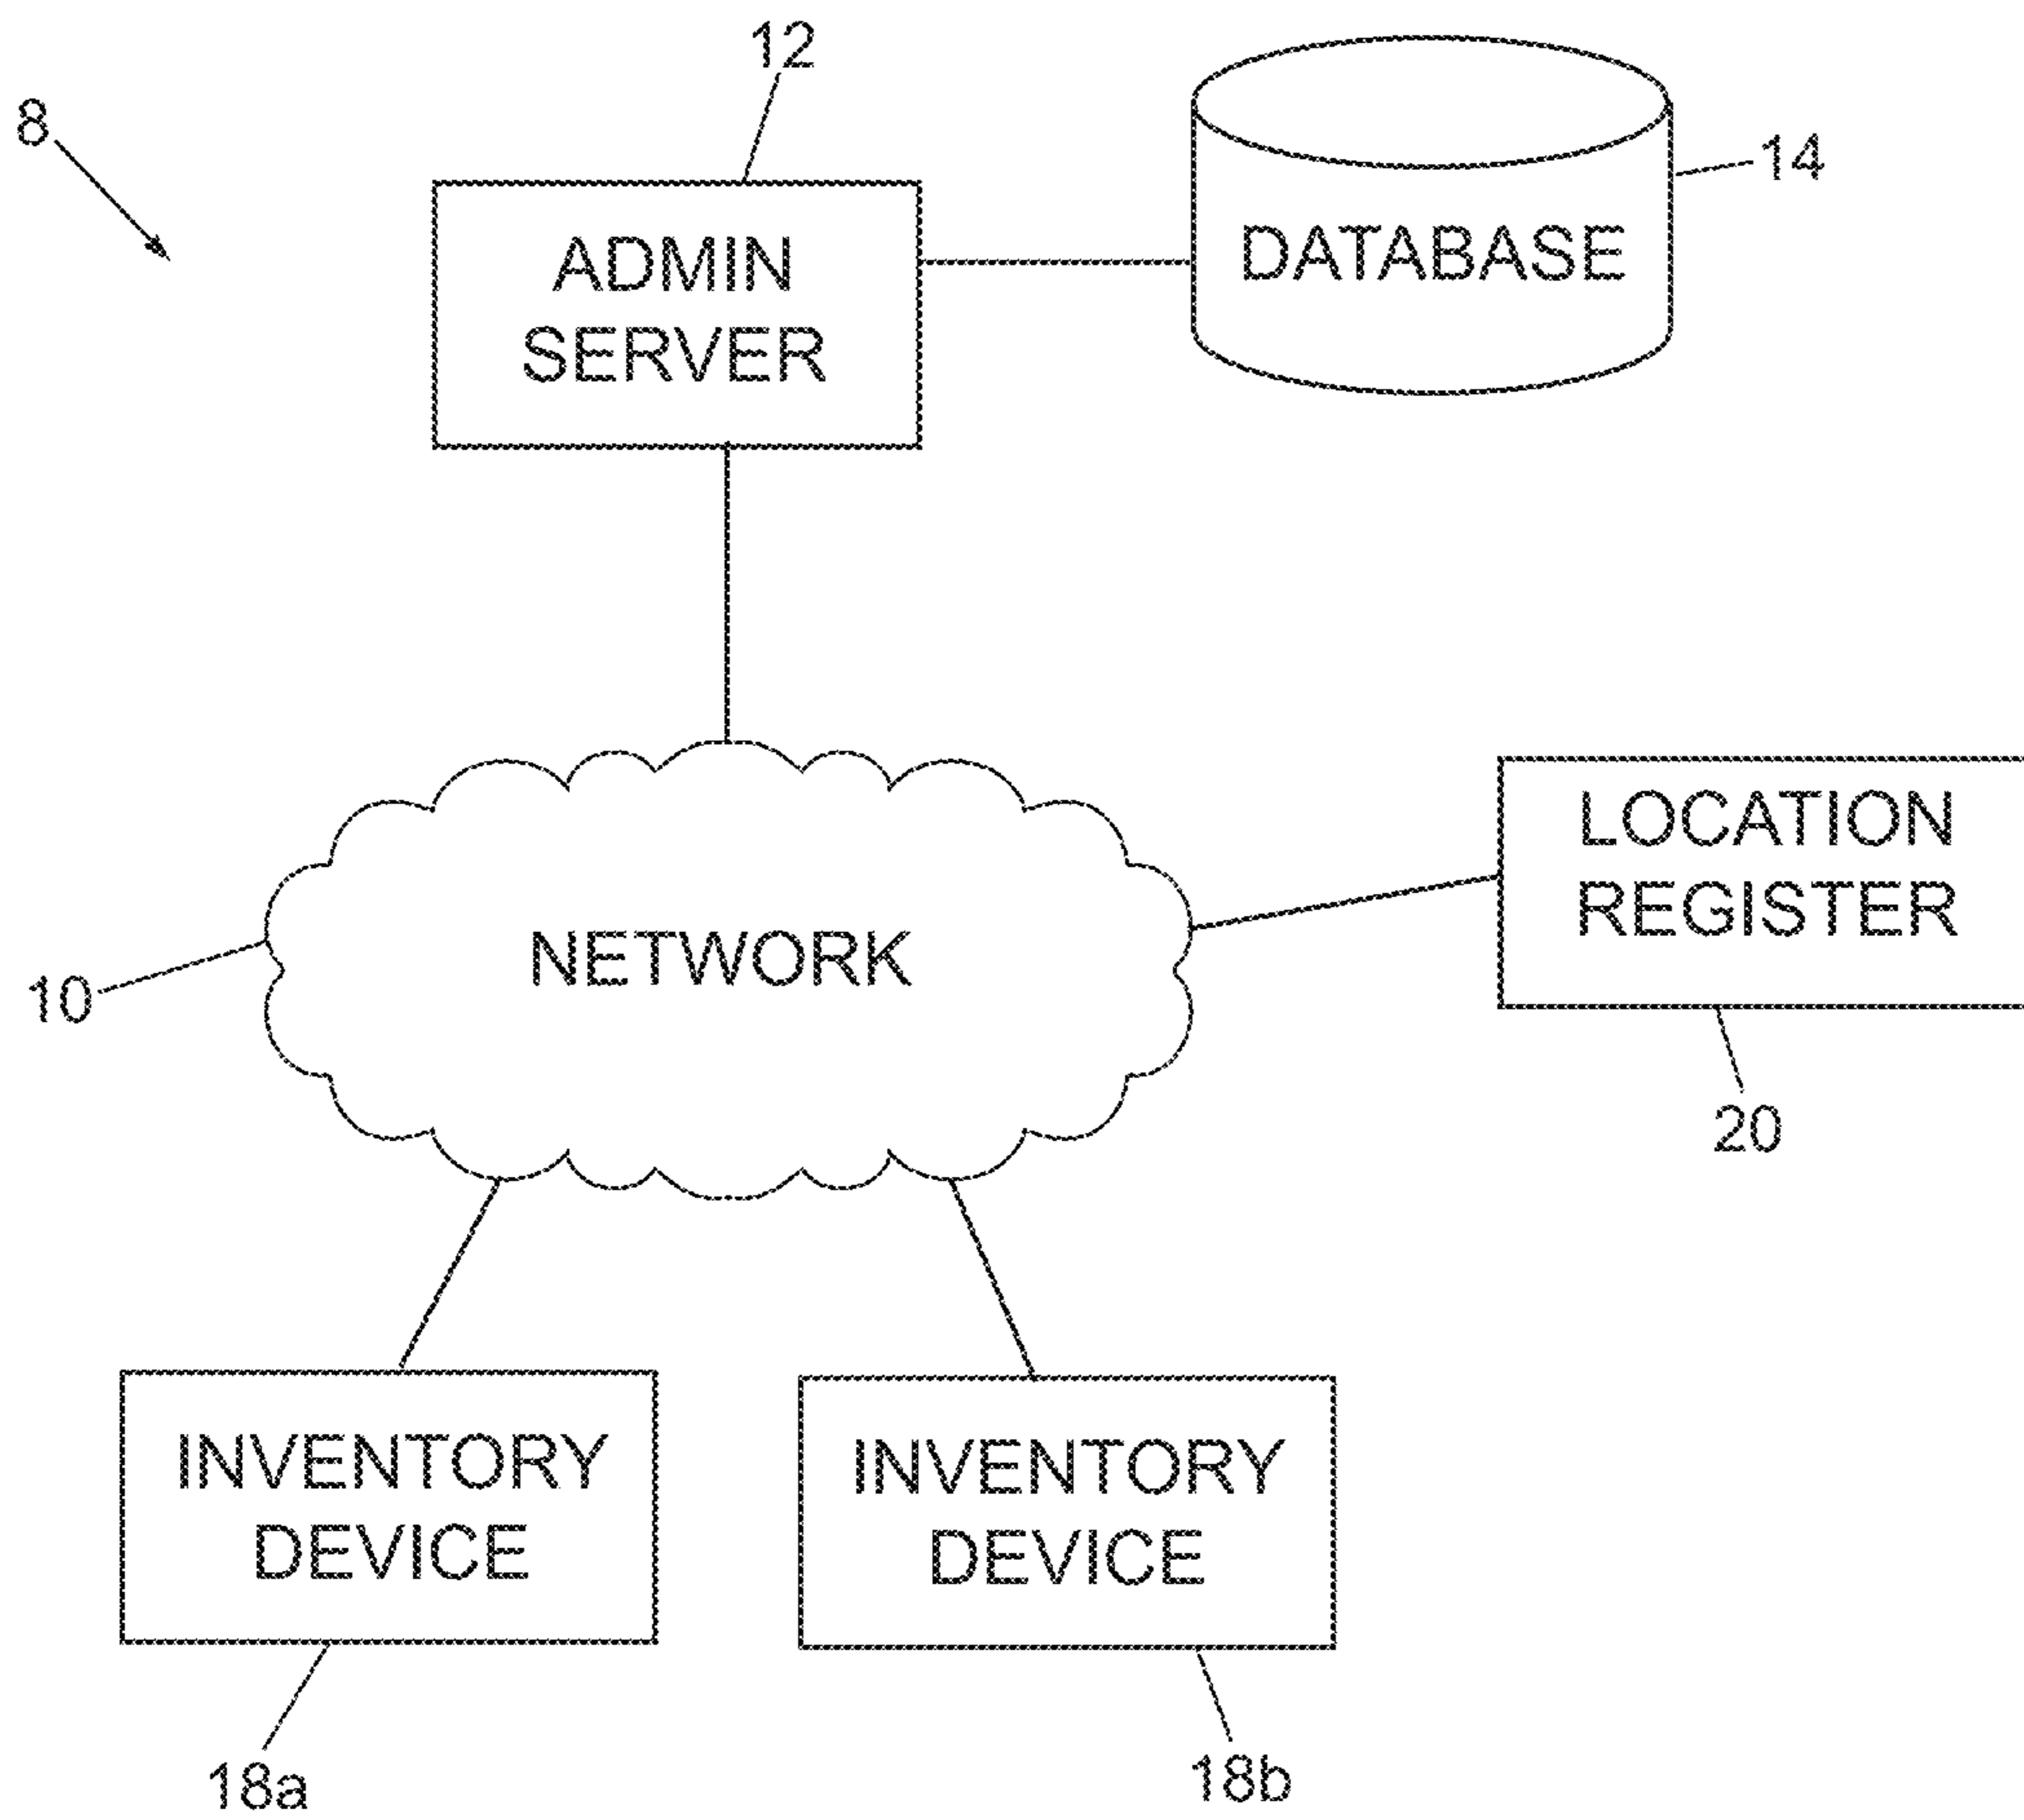 12
8
14
ADMIN
SERVER
DATABASE
LOCATION
REGISTER
NETWORK
10
20
INVENTORY
DEVICE
INVENTORY
DEVICE
18a
18b